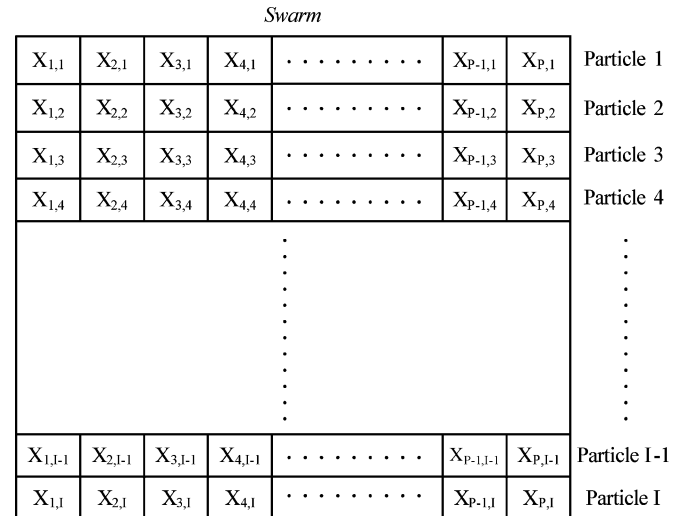 Swarm
X1,1 X2,1 X3,1 X4,1 · · · · · · · · · XP-1,1 XP,1 Particle 1
X1,2 X2,2 X3,2 X4,2 · · · · · · · · · XP-1,2 XP,2 Particle 2
X1,3 X2,3 X3,3 X4,3 · · · · · · · · · XP-1,3 XP,3 Particle 3
X1,4 X2,4 X3,4 X4,4 · · · · · · · · · XP-1,4 XP,4 Particle 4
X1,I-1 X2,I-1 X3,I-1 X4,I-1 · · · · · · · · · XP-1,I-1 XP,I-1 Particle I-1
X1,I X2,I X3,I X4,I · · · · · · · · · XP-1,I XP,I Particle I